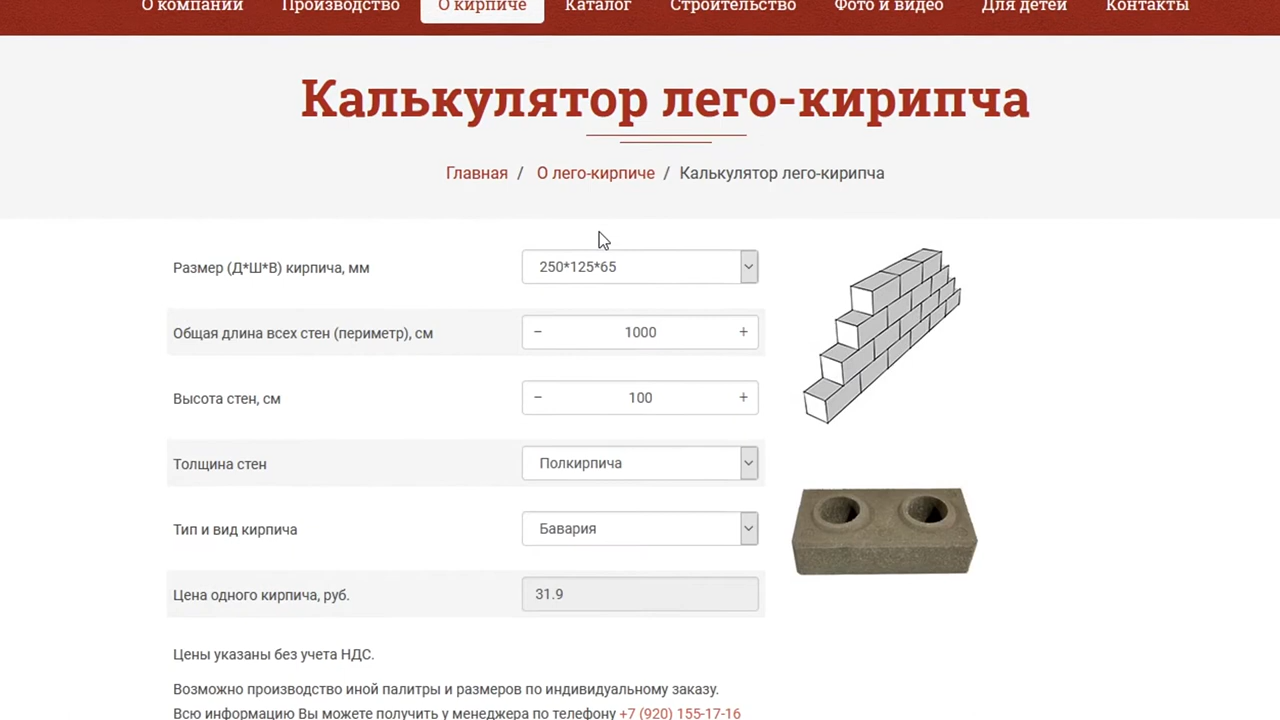 О компании Производство О кирпиче Каталог Строительство Фото и видео Для детей Контакты
Калькулятор лего-кирипча
Главная / О лего-кирпиче / Калькулятор лего-кирипча
Размер (Д*Ш*В) кирпича, мм 250*125*65
Общая длина всех стен (периметр), см − 1000 +
Высота стен, см − 100 +
Толщина стен Полкирпича
Тип и вид кирпича Бавария
Цена одного кирпича, руб. 31.9
Цены указаны без учета НДС.
Возможно производство иной палитры и размеров по индивидуальному заказу.
Всю информацию Вы можете получить у менеджера по телефону +7 (920) 155-17-16